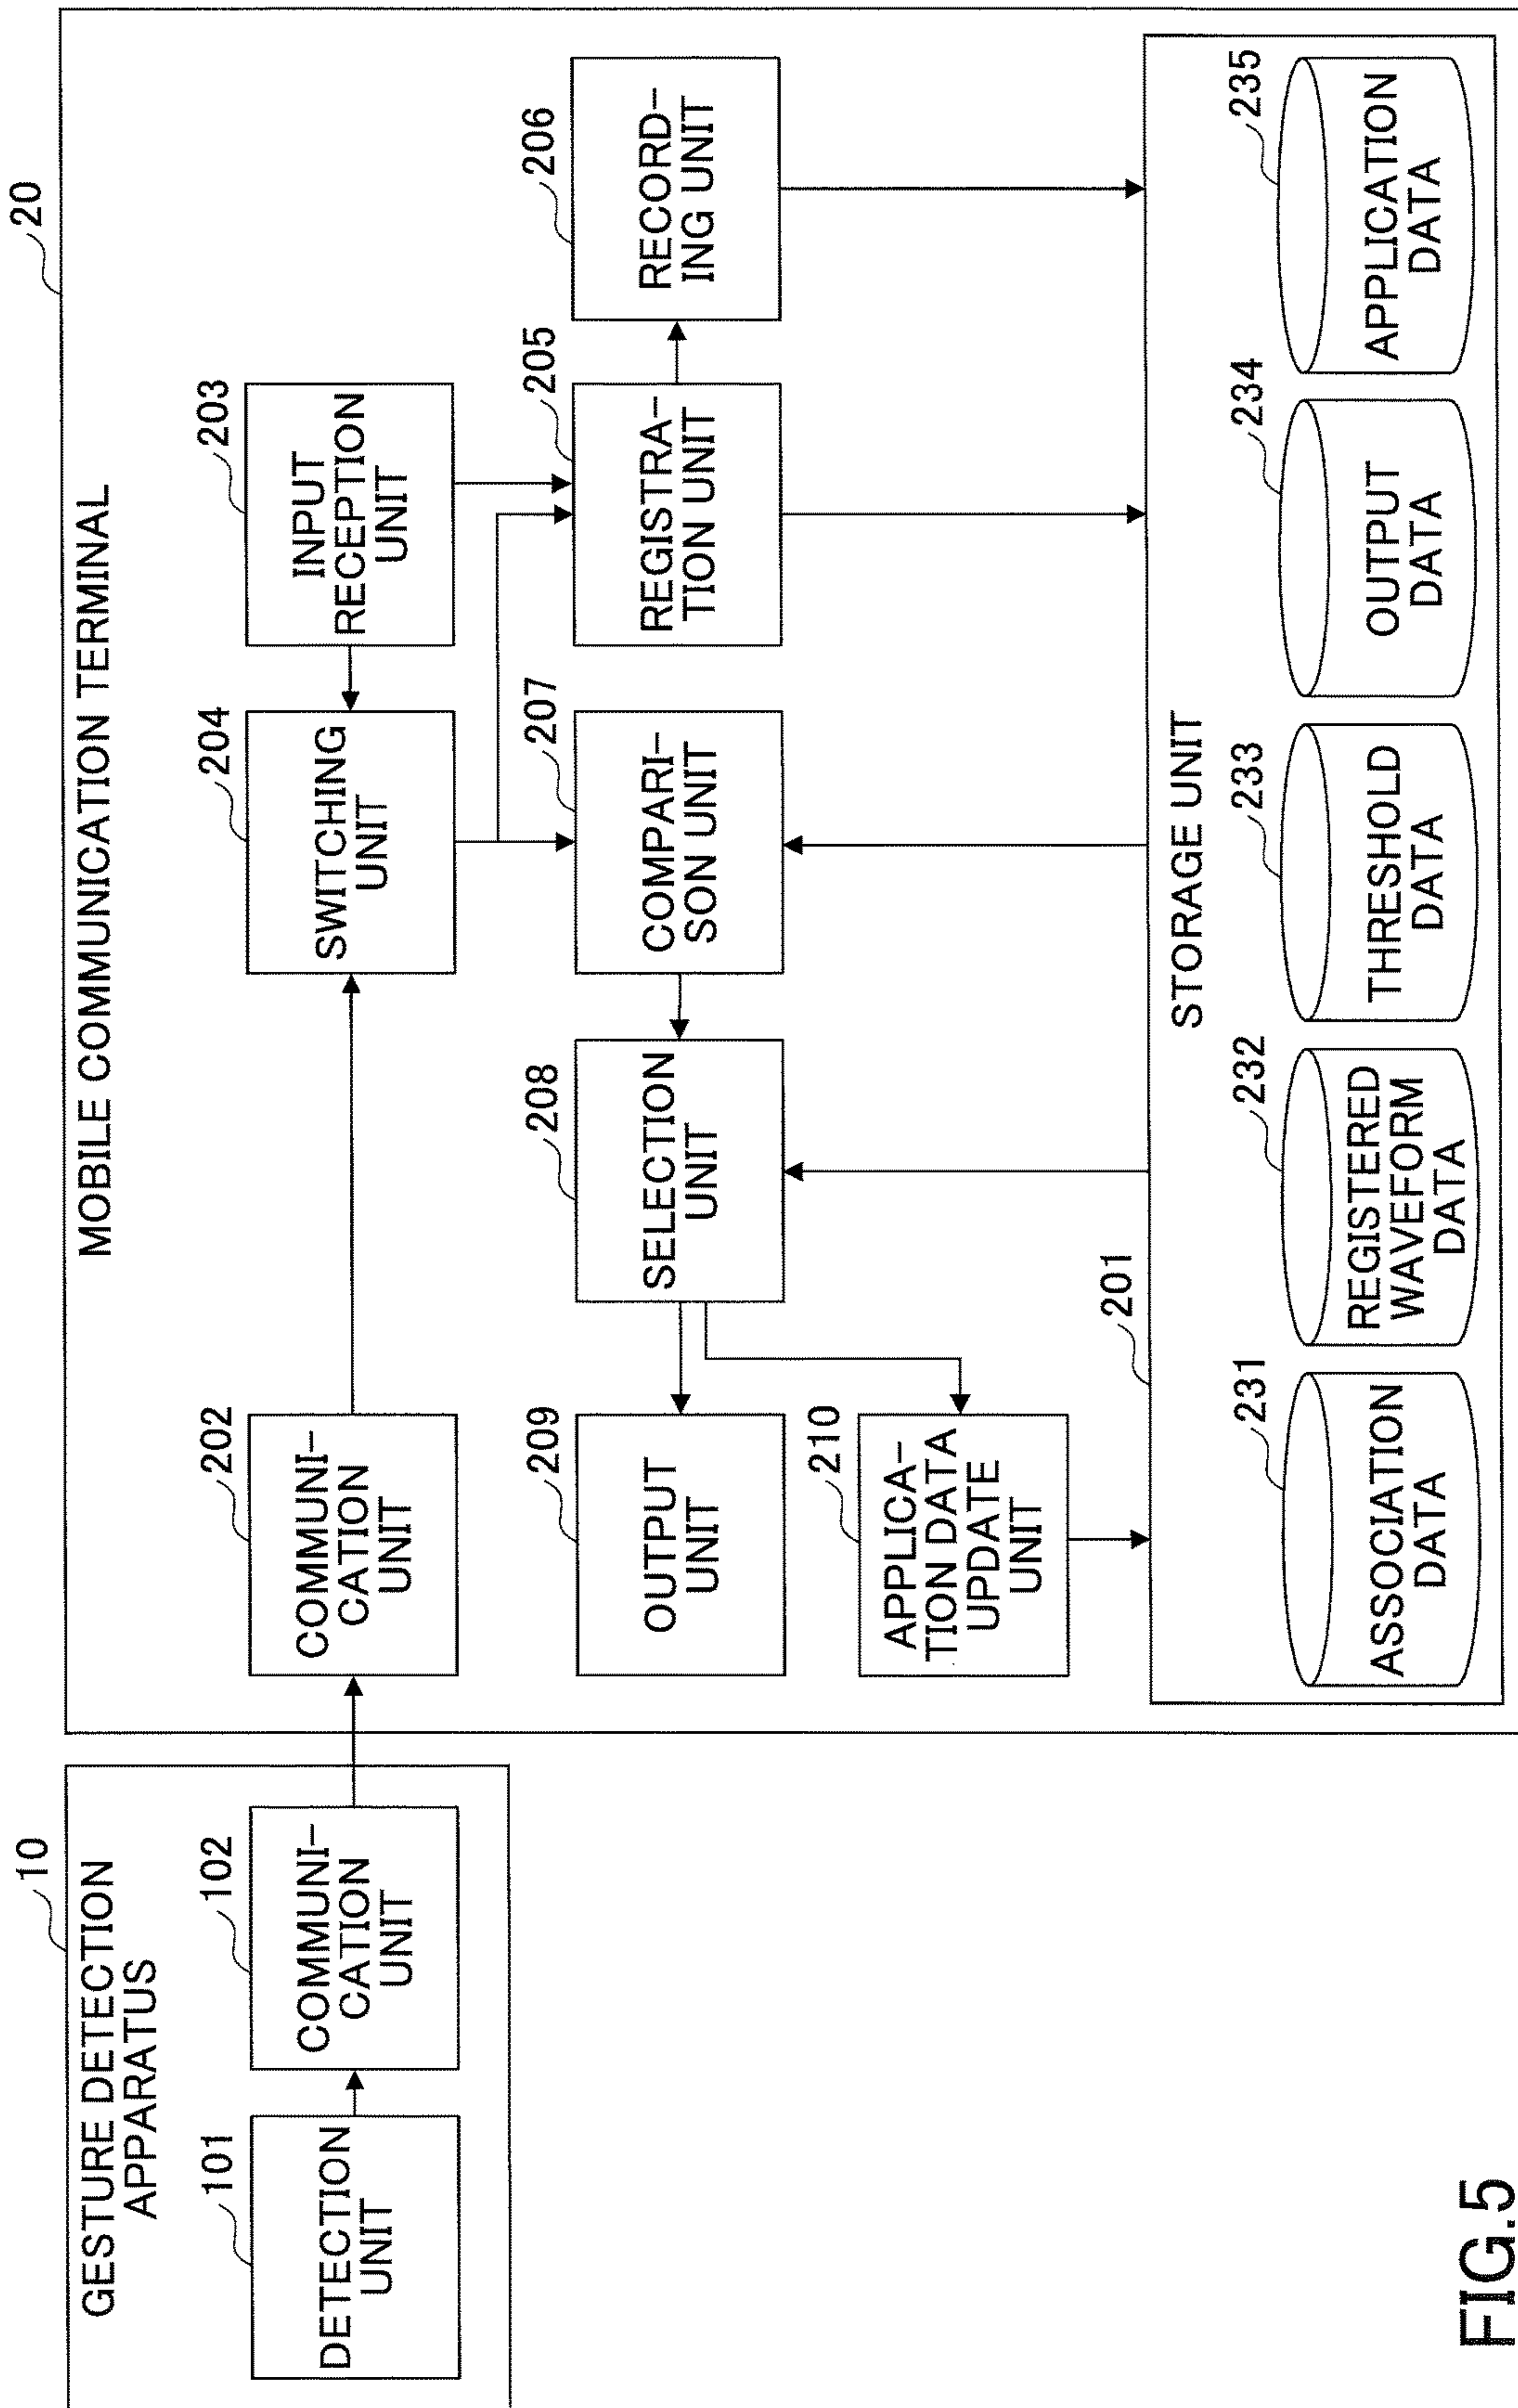 GESTURE DETECTION
APPARATUS
10
101
DETECTION
UNIT
102
COMMUNI–
CATION
UNIT
MOBILE COMMUNICATION TERMINAL
20
202
COMMUNI–
CATION
UNIT
204
SWITCHING
UNIT
203
INPUT
RECEPTION
UNIT
209
OUTPUT
UNIT
208
SELECTION
UNIT
207
COMPARI–
SON UNIT
205
REGISTRA–
TION UNIT
206
RECORD–
ING UNIT
210
APPLICA–
TION DATA
UPDATE
UNIT
201
STORAGE UNIT
231
ASSOCIATION
DATA
232
REGISTERED
WAVEFORM
DATA
233
THRESHOLD
DATA
234
OUTPUT
DATA
235
APPLICATION
DATA
FIG.5